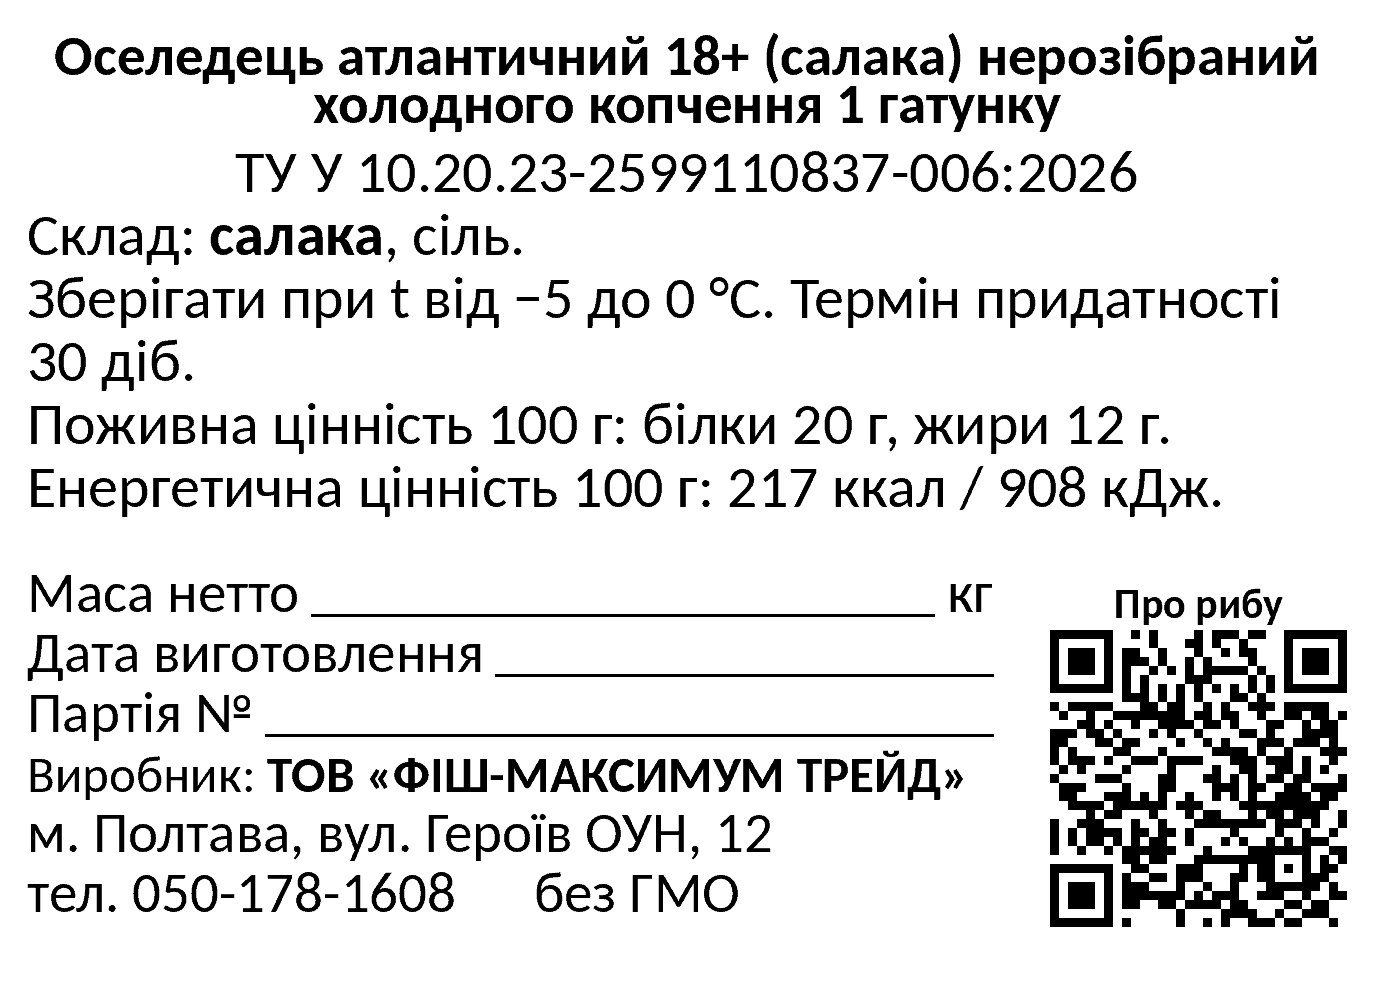 Оселедець атлантичний 18+ (салака) нерозібраний
холодного копчення 1 гатунку
ТУ У 10.20.23-2599110837-006:2026
Склад: салака, сіль.
Зберігати при t від −5 до 0 °C. Термін придатності
30 діб.
Поживна цінність 100 г: білки 20 г, жири 12 г.
Енергетична цінність 100 г: 217 ккал / 908 кДж.
Маса нетто ______ кг
Дата виготовлення ______
Партія № ______
Про рибу
Виробник: ТОВ «ФІШ-МАКСИМУМ ТРЕЙД»
м. Полтава, вул. Героїв ОУН, 12
тел. 050-178-1608 без ГМО